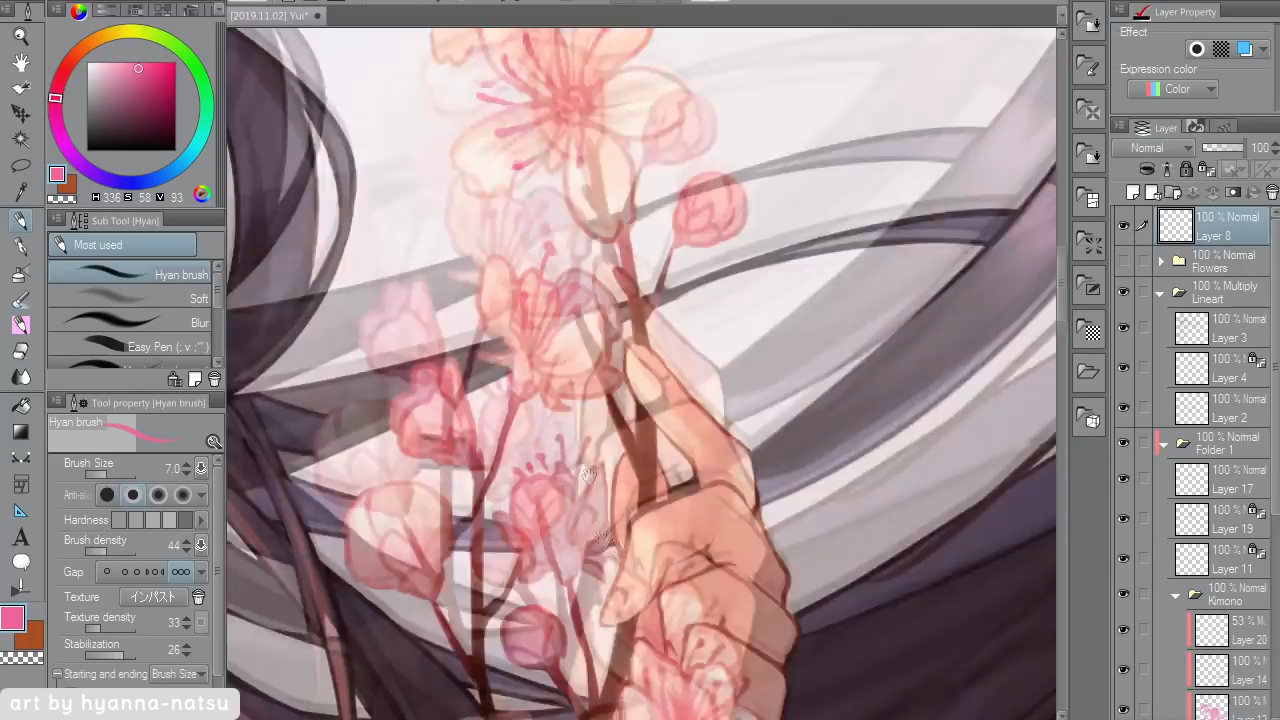 [2019.11.02] Yui*
H 336 S 58 V 93
Sub Tool [Hyan]
Most used
Hyan brush
Soft
Blur
Easy Pen (; v ;"" )
Tool property [Hyan brush]
Hyan brush
Brush Size 7.0
Hardness
Brush density 44
Gap
Texture インパスト
Texture density 33
Stabilization 26
Starting and ending Brush Size
art by hyanna-natsu
Layer Property
Effect
Expression color
Color
Layer
Normal 100
100 % Normal
Layer 8
100 % Normal
Flowers
100 % Multiply
Lineart
100 % Normal
Layer 3
100 %
Layer 4
100 % Normal
Layer 2
100 % Normal
Folder 1
100 % Normal
Layer 17
100 %
Layer 19
100 %
Layer 11
100 % Normal
Kimono
53 %
Layer 20
100 %
Layer 14
100 %